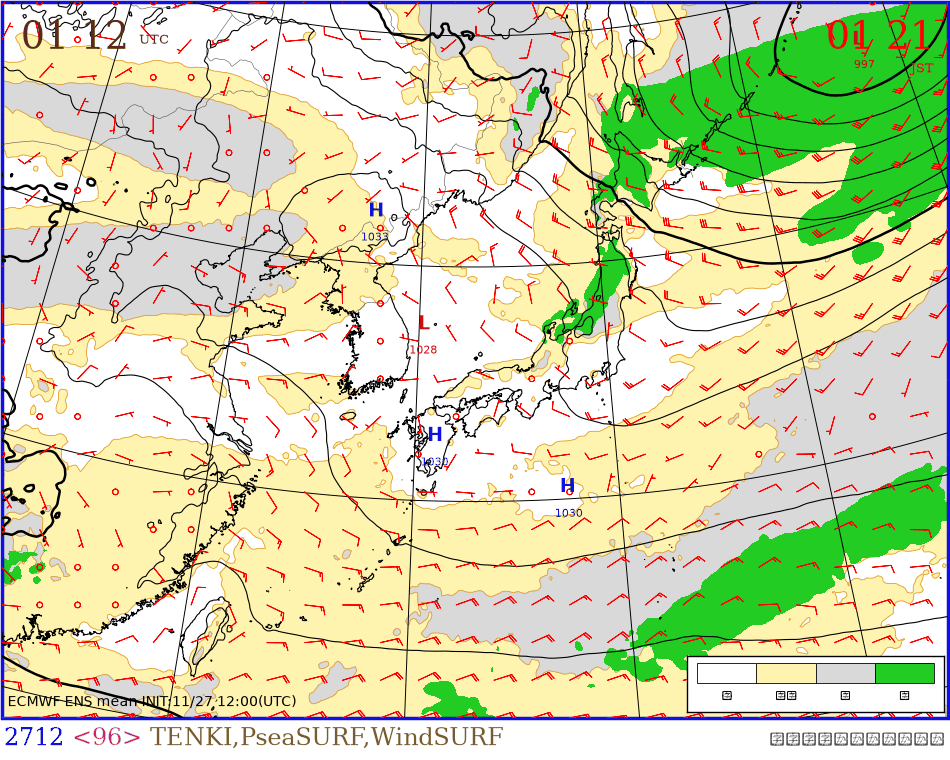 01 12 UTC
01 21 JST
997
H
1033
L
1028
L
H
1030
H
1030
ECMWF ENS mean INIT:11/27 12:00(UTC)
2712 <96> TENKI,PseaSURF,WindSURF